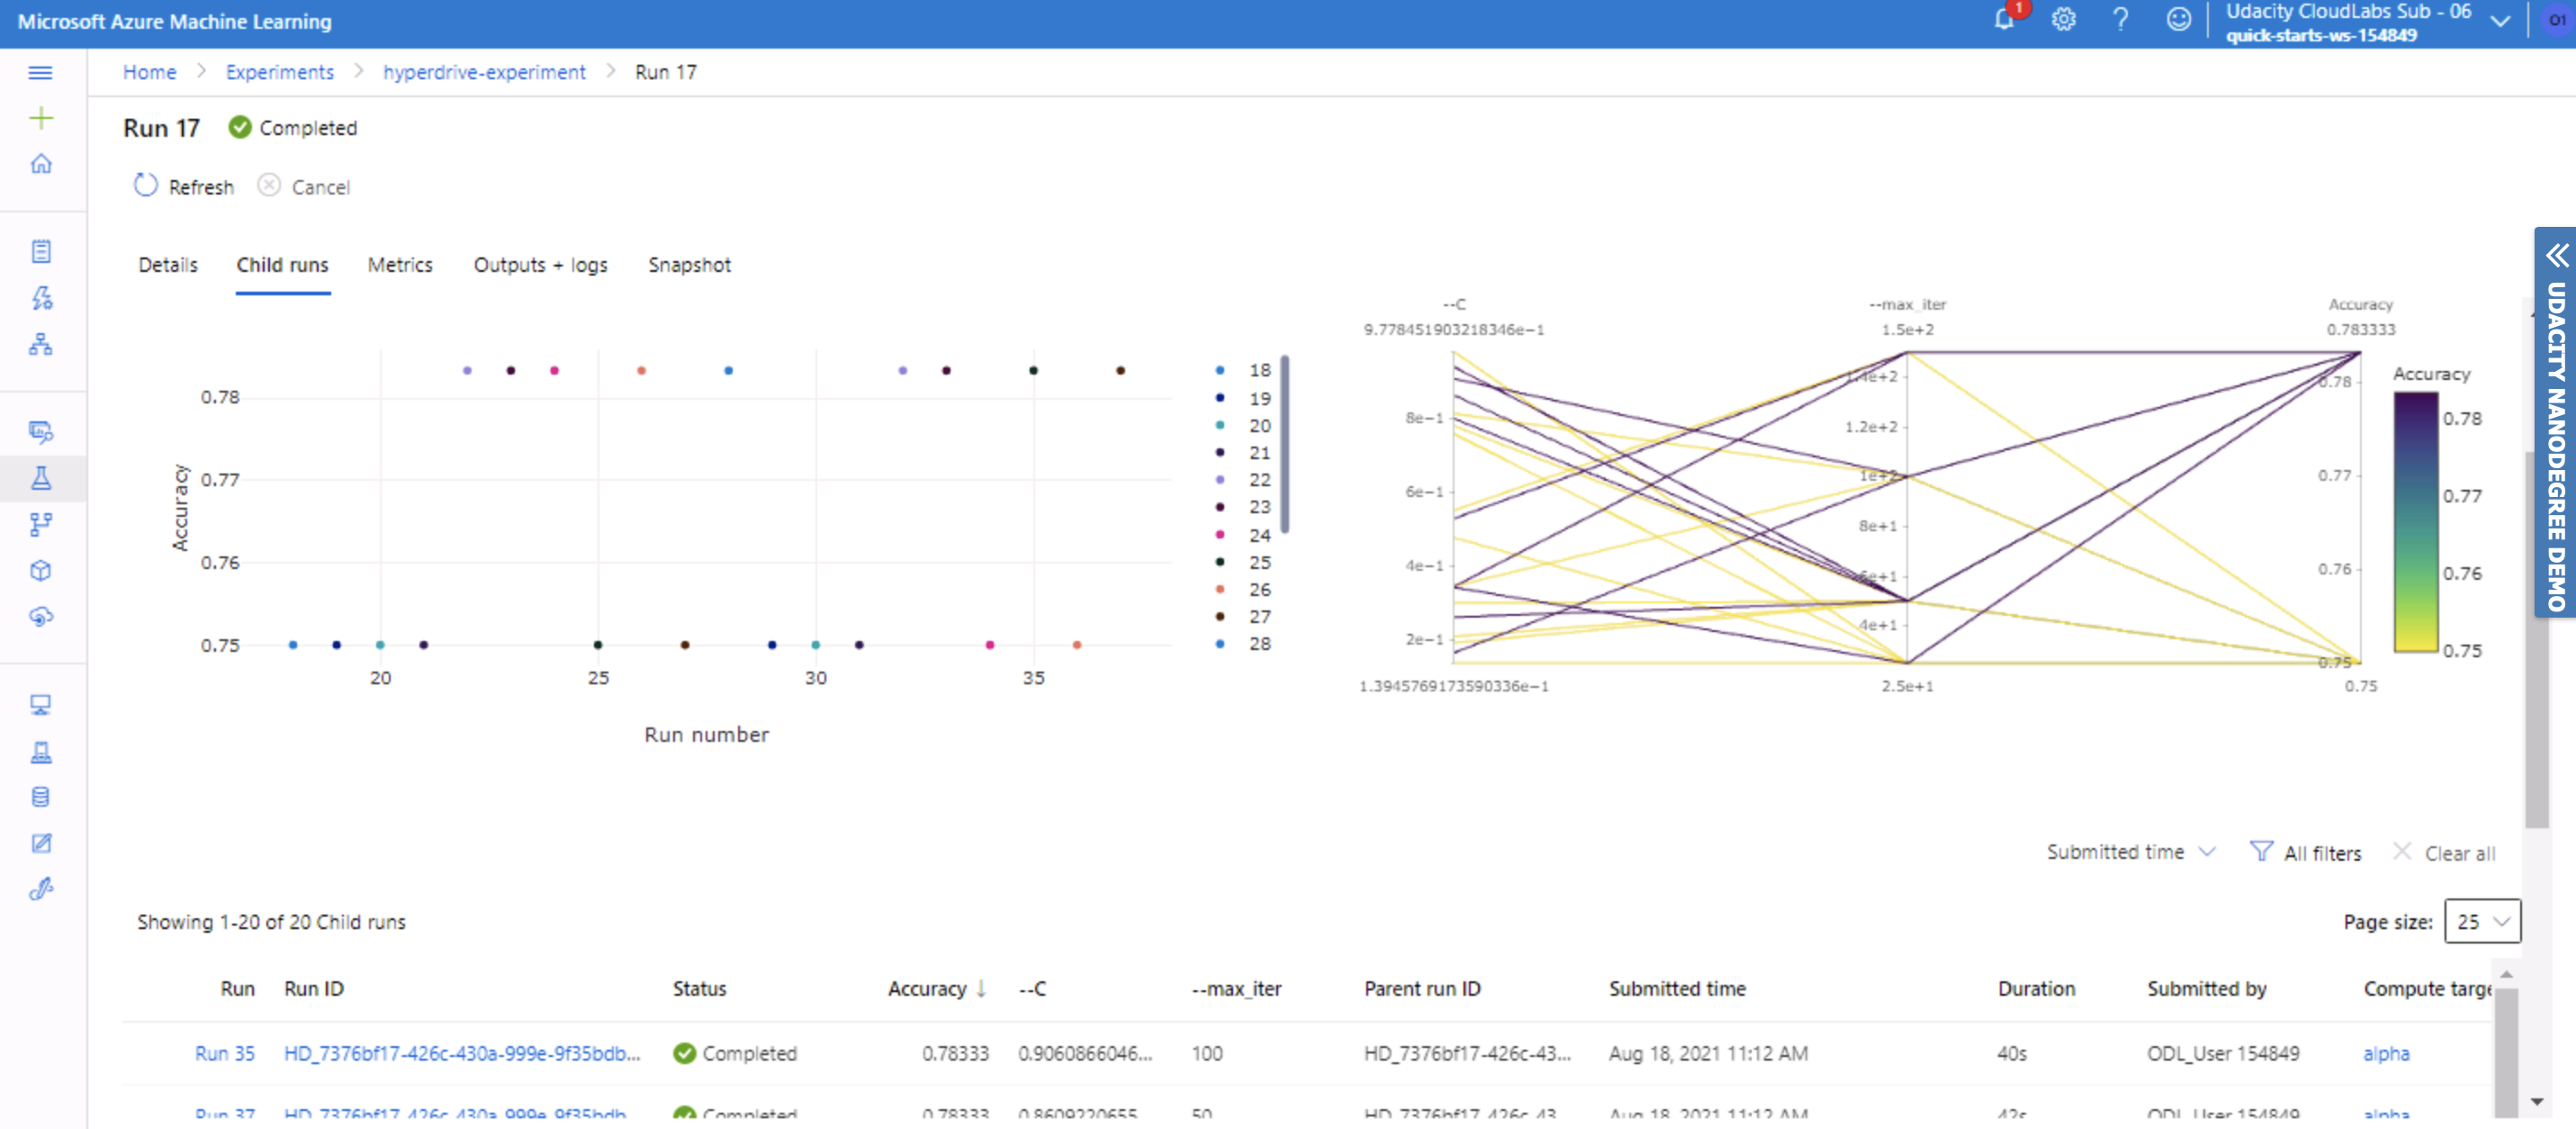 Microsoft Azure Machine Learning
1
Udacity CloudLabs Sub - 06
quick-starts-ws-154849
O1
Home > Experiments > hyperdrive-experiment > Run 17
Run 17 Completed
Refresh Cancel
Details Child runs Metrics Outputs + logs Snapshot
Accuracy
0.78
0.77
0.76
0.75
20 25 30 35
Run number
18
19
20
21
22
23
24
25
26
27
28
--C --max_iter Accuracy
9.778451903218346e−1 1.5e+2 0.783333
8e−1
6e−1
4e−1
2e−1
1.4e+2
1.2e+2
1e+2
8e+1
6e+1
4e+1
0.78
0.77
0.76
0.75
1.3945769173590336e−1 2.5e+1 0.75
Accuracy
0.78
0.77
0.76
0.75
UDACITY NANODEGREE DEMO
Submitted time All filters Clear all
Showing 1-20 of 20 Child runs Page size: 25
Run Run ID Status Accuracy ↓ --C --max_iter Parent run ID Submitted time Duration Submitted by Compute targe
Run 35 HD_7376bf17-426c-430a-999e-9f35bdb... Completed 0.78333 0.9060866046... 100 HD_7376bf17-426c-43... Aug 18, 2021 11:12 AM 40s ODL_User 154849 alpha
Run 37 HD_7376bf17-426c-430a-999e-9f35bdb Completed 0.78333 0.8609220655 50 HD_7376bf17-426c-43 Aug 18, 2021 11:12 AM 42s ODL_User 154849 alpha